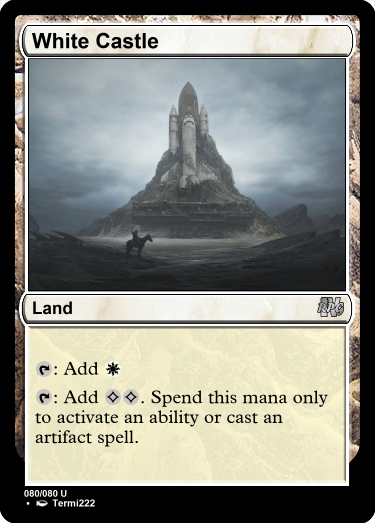 White Castle
Land
: Add
: Add . Spend this mana only
to activate an ability or cast an
artifact spell.
080/080 U
• Termi222